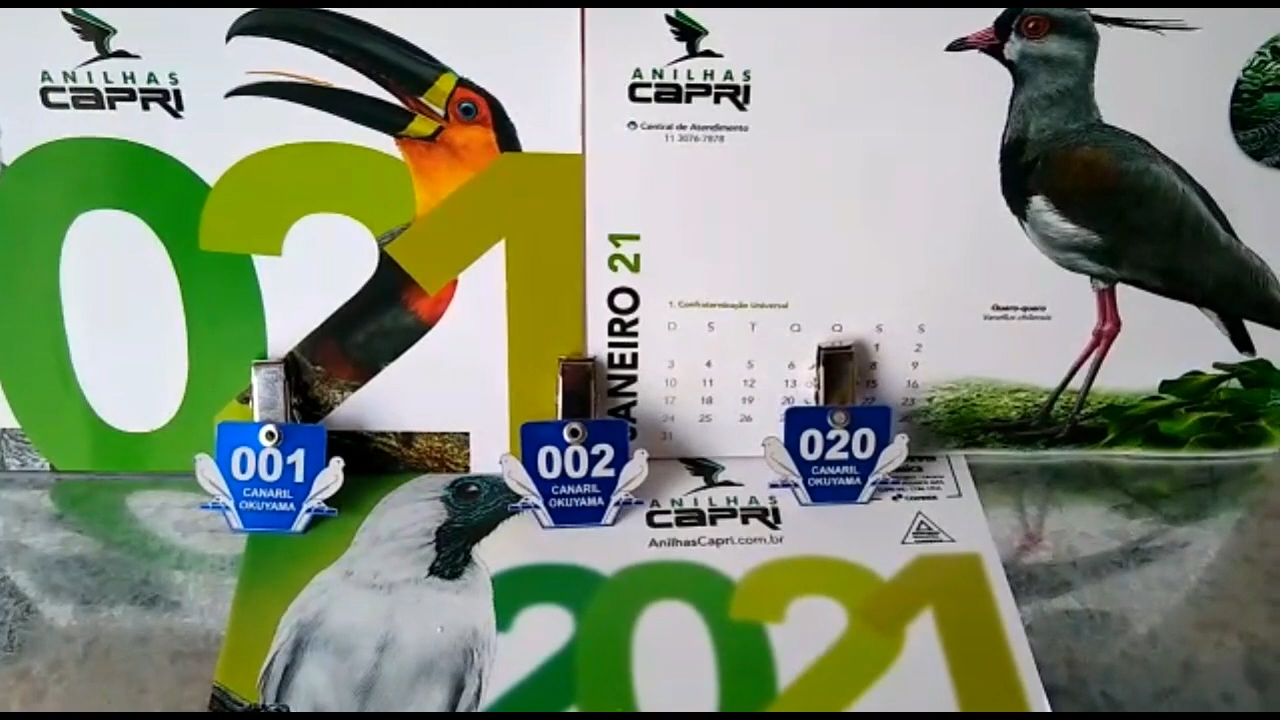 ANILHAS
CAPRI
021
ANILHAS
CAPRI
Central de Atendimento
11 3076-7878
JANEIRO 21
1. Confraternização Universal
D S T Q Q S S
1 2
3 4 5 6 8 9
10 11 12 13 15 16
17 18 19 20 22 23
24 25 26
31
Quero-quero
Vanellus chilensis
001
CANARIL
OKUYAMA
002
CANARIL
OKUYAMA
020
CANARIL
OKUYAMA
ANILHAS
CAPRI
AnilhasCapri.com.br
2021